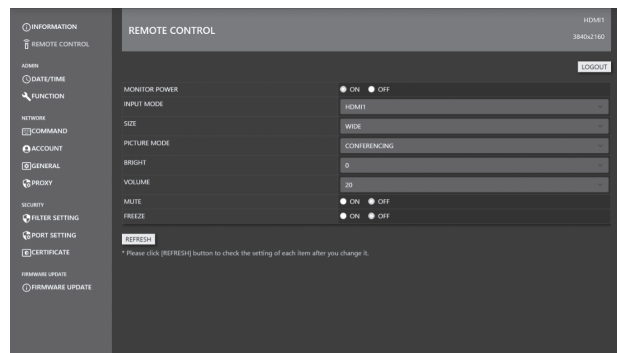 INFORMATION
REMOTE CONTROL
ADMIN
DATE/TIME
FUNCTION
NETWORK
COMMAND
ACCOUNT
GENERAL
PROXY
SECURITY
FILTER SETTING
PORT SETTING
CERTIFICATE
FIRMWARE UPDATE
FIRMWARE UPDATE
REMOTE CONTROL
HDMI1
3840x2160
LOGOUT
MONITOR POWER ON OFF
INPUT MODE HDMI1
SIZE WIDE
PICTURE MODE CONFERENCING
BRIGHT 0
VOLUME 20
MUTE ON OFF
FREEZE ON OFF
REFRESH
* Please click [REFRESH] button to check the setting of each item after you change it.